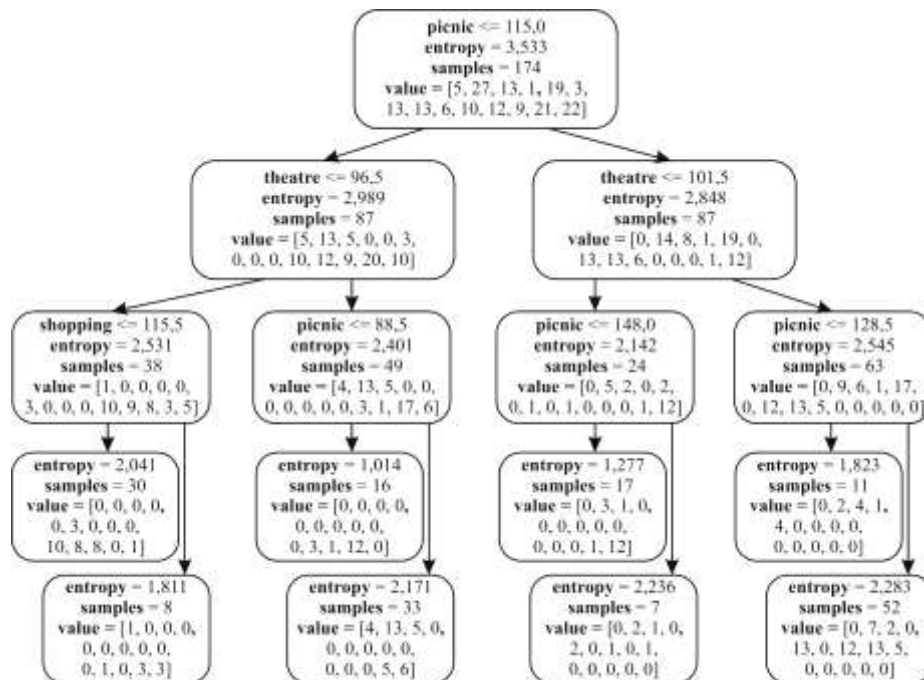 picnic <= 115,0
entropy = 3,533
samples = 174
value = [5, 27, 13, 1, 19, 3,
13, 13, 6, 10, 12, 9, 21, 22]
theatre <= 96,5
entropy = 2,989
samples = 87
value = [5, 13, 5, 0, 0, 3,
0, 0, 0, 10, 12, 9, 20, 10]
theatre <= 101,5
entropy = 2,848
samples = 87
value = [0, 14, 8, 1, 19, 0,
13, 13, 6, 0, 0, 0, 1, 12]
shopping <= 115,5
entropy = 2,531
samples = 38
value = [1, 0, 0, 0, 0,
3, 0, 0, 0, 10, 9, 8, 3, 5]
picnic <= 88,5
entropy = 2,401
samples = 49
value = [4, 13, 5, 0, 0,
0, 0, 0, 0, 0, 3, 1, 17, 6]
picnic <= 148,0
entropy = 2,142
samples = 24
value = [0, 5, 2, 0, 2,
0, 1, 0, 1, 0, 0, 0, 1, 12]
picnic <= 128,5
entropy = 2,545
samples = 63
value = [0, 9, 6, 1, 17,
0, 12, 13, 5, 0, 0, 0, 0, 0]
entropy = 2,041
samples = 30
value = [0, 0, 0, 0,
0, 3, 0, 0, 0,
10, 8, 8, 0, 1]
entropy = 1,014
samples = 16
value = [0, 0, 0, 0,
0, 0, 0, 0, 0,
0, 3, 1, 12, 0]
entropy = 1,277
samples = 17
value = [0, 3, 1, 0,
0, 0, 0, 0, 0,
0, 0, 0, 1, 12]
entropy = 1,823
samples = 11
value = [0, 2, 4, 1,
4, 0, 0, 0, 0,
0, 0, 0, 0, 0]
entropy = 1,811
samples = 8
value = [1, 0, 0, 0,
0, 0, 0, 0, 0,
0, 1, 0, 3, 3]
entropy = 2,171
samples = 33
value = [4, 13, 5, 0,
0, 0, 0, 0, 0,
0, 0, 0, 5, 6]
entropy = 2,236
samples = 7
value = [0, 2, 1, 0,
2, 0, 1, 0, 1,
0, 0, 0, 0, 0]
entropy = 2,283
samples = 52
value = [0, 7, 2, 0,
13, 0, 12, 13, 5,
0, 0, 0, 0, 0]